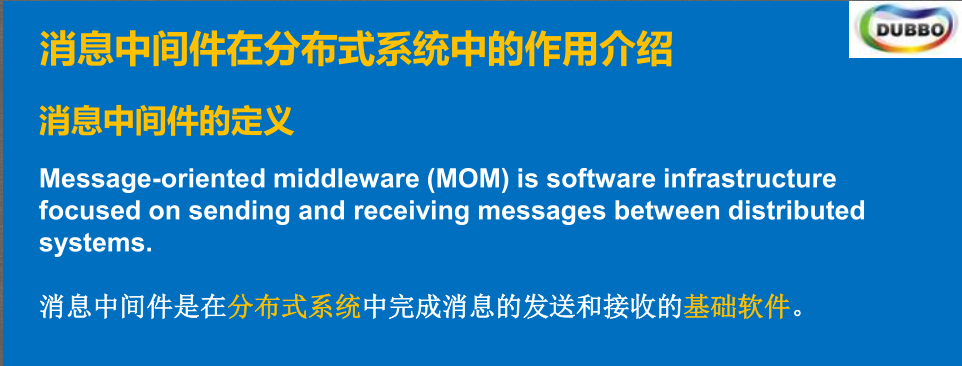 消息中间件在分布式系统中的作用介绍
DUBBO
消息中间件的定义
Message-oriented middleware (MOM) is software infrastructure
focused on sending and receiving messages between distributed
systems.
消息中间件是在分布式系统中完成消息的发送和接收的基础软件。